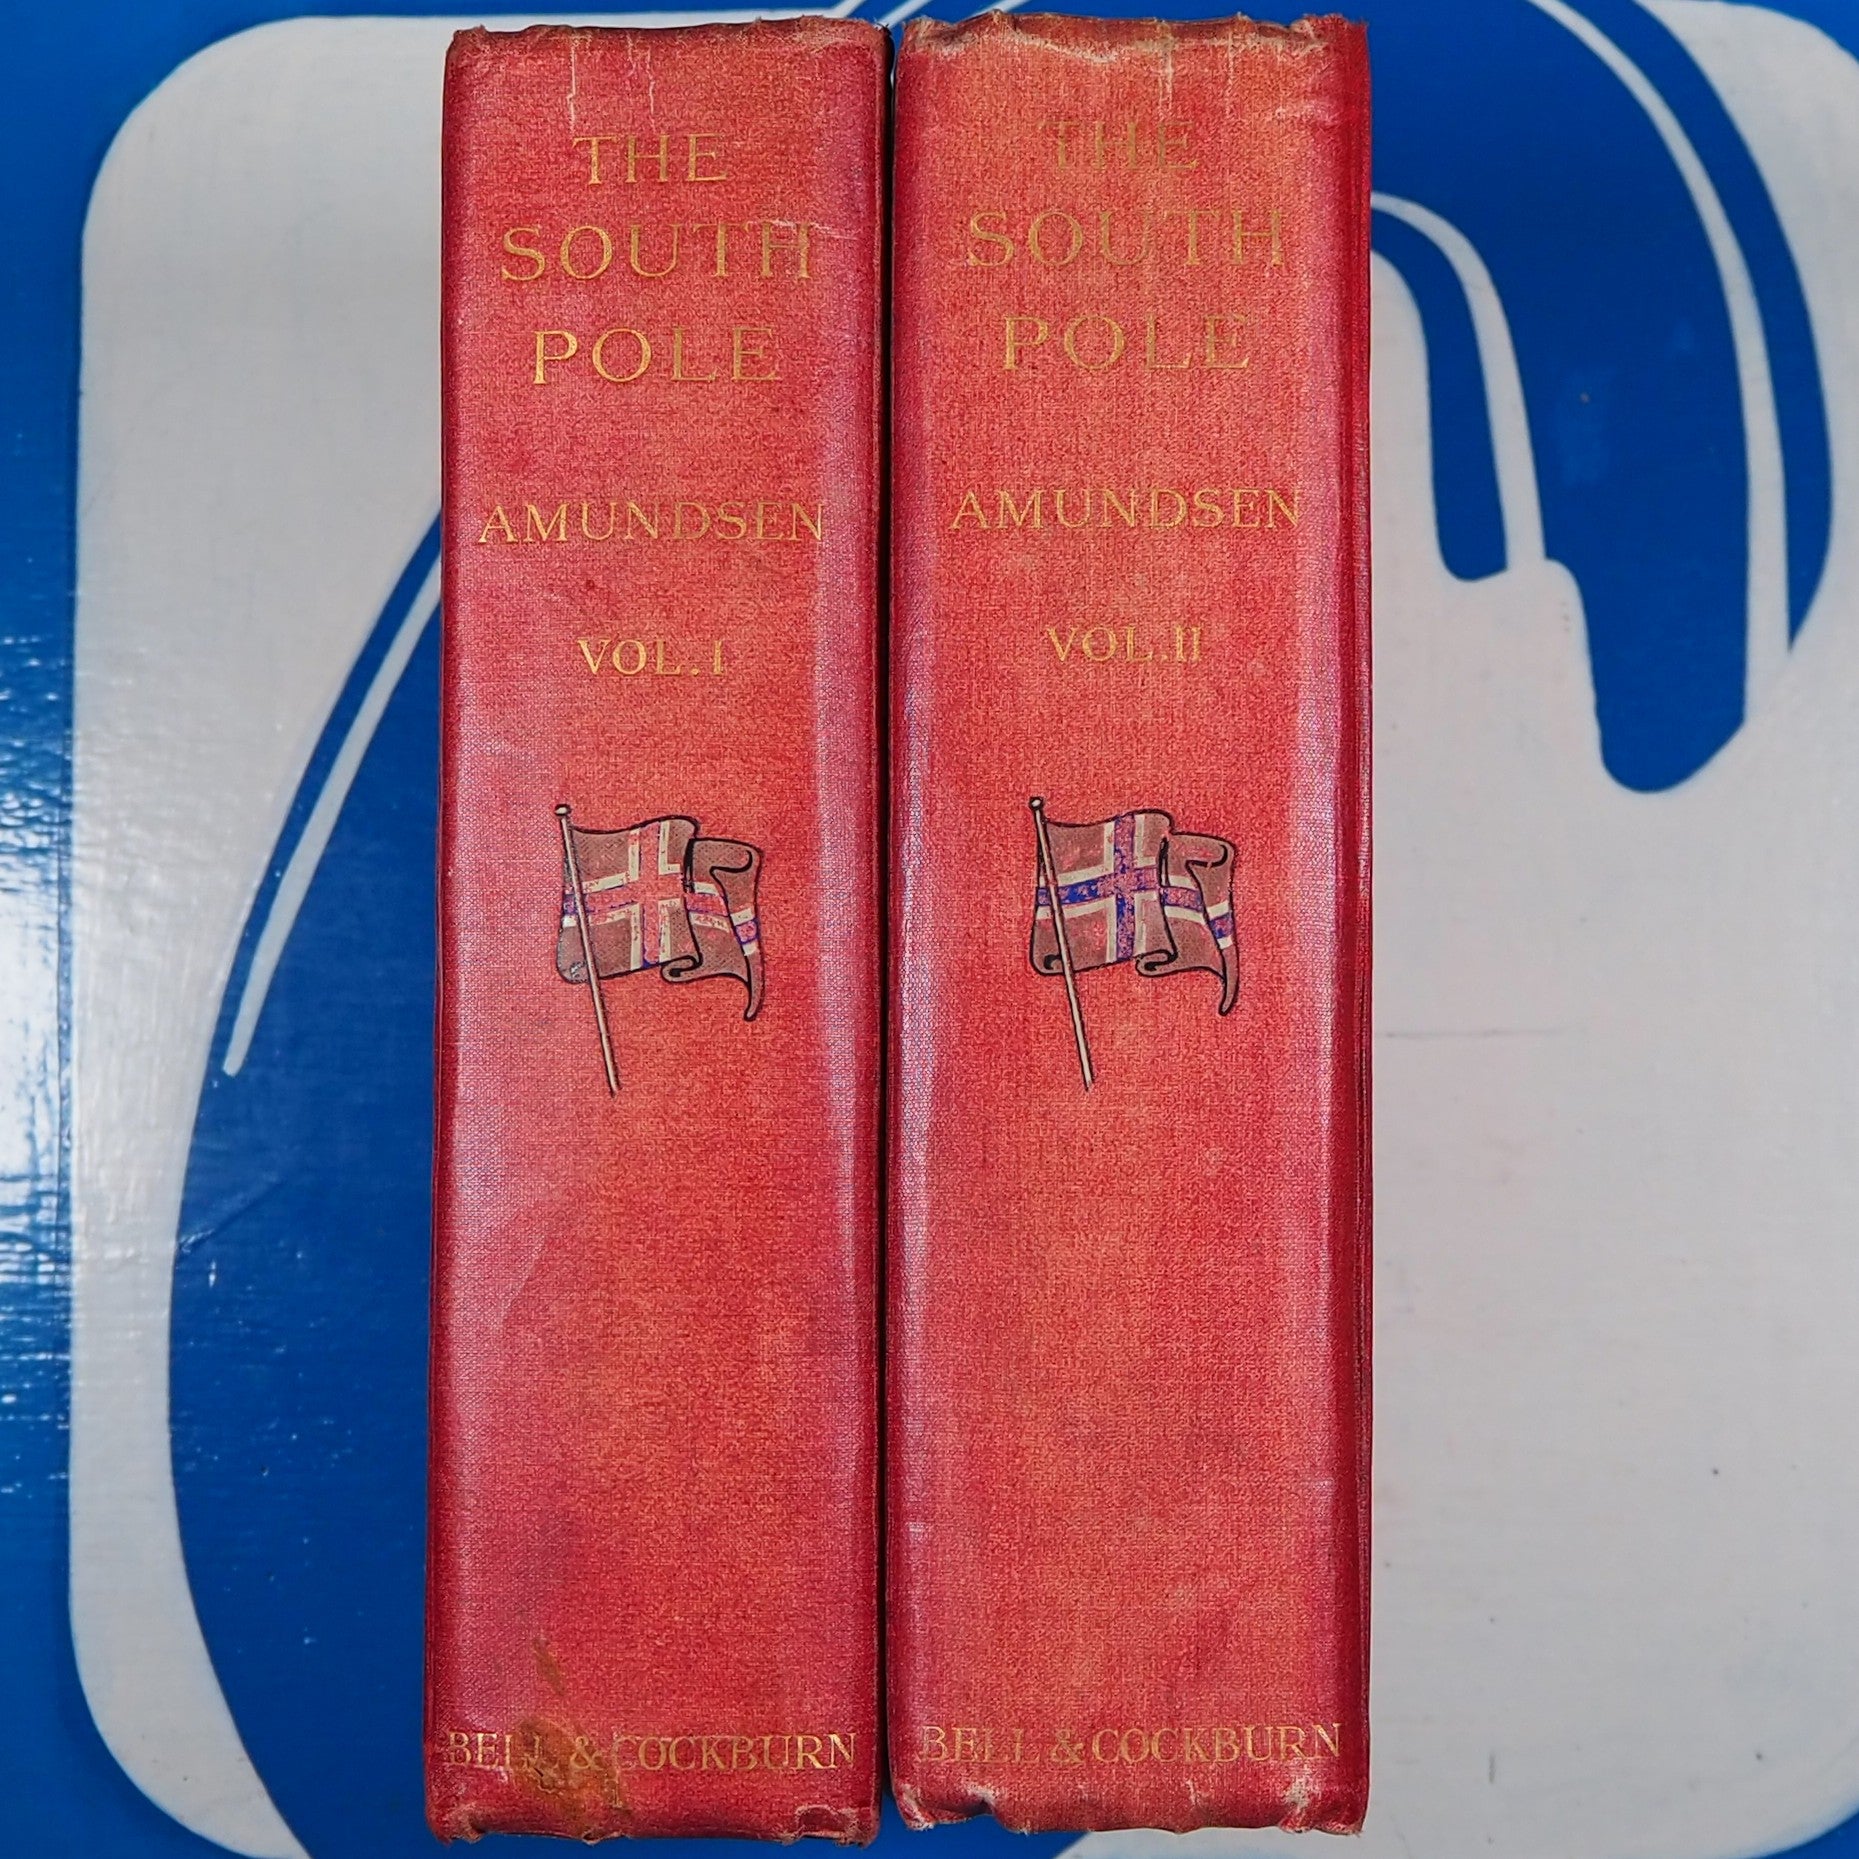 THE
SOUTH
POLE
AMUNDSEN
VOL. I
BELL & COCKBURN
THE
SOUTH
POLE
AMUNDSEN
VOL. II
BELL & COCKBURN